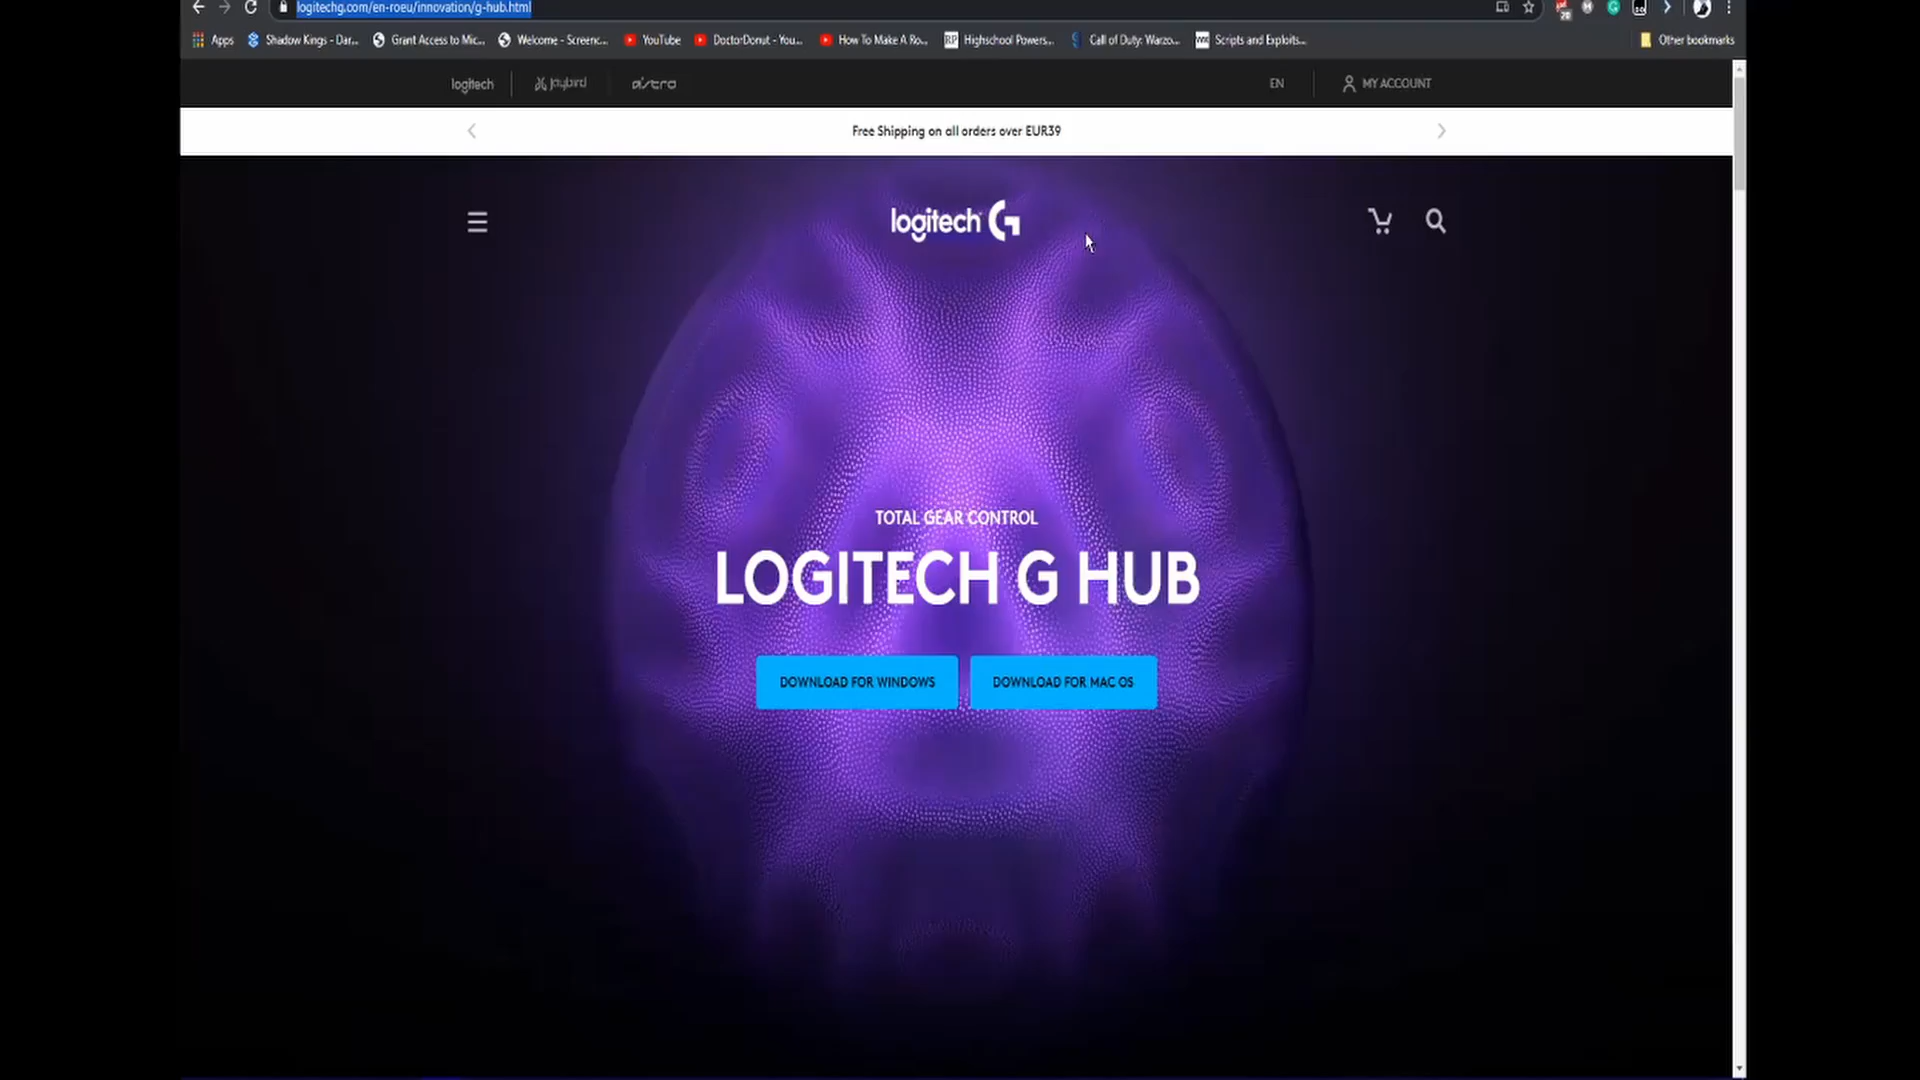 logitechg.com/en-roeu/innovation/g-hub.html
Apps Shadow Kings - Dar... Grant Access to Mic... Welcome - Screenc... YouTube DoctorDonut - You... How To Make A Ro... RP Highschool Powers... Call of Duty: Warzo... Scripts and Exploits... Other bookmarks
logitech jaybird astro EN MY ACCOUNT
Free Shipping on all orders over EUR39
logitech G
TOTAL GEAR CONTROL
LOGITECH G HUB
DOWNLOAD FOR WINDOWS DOWNLOAD FOR MAC OS